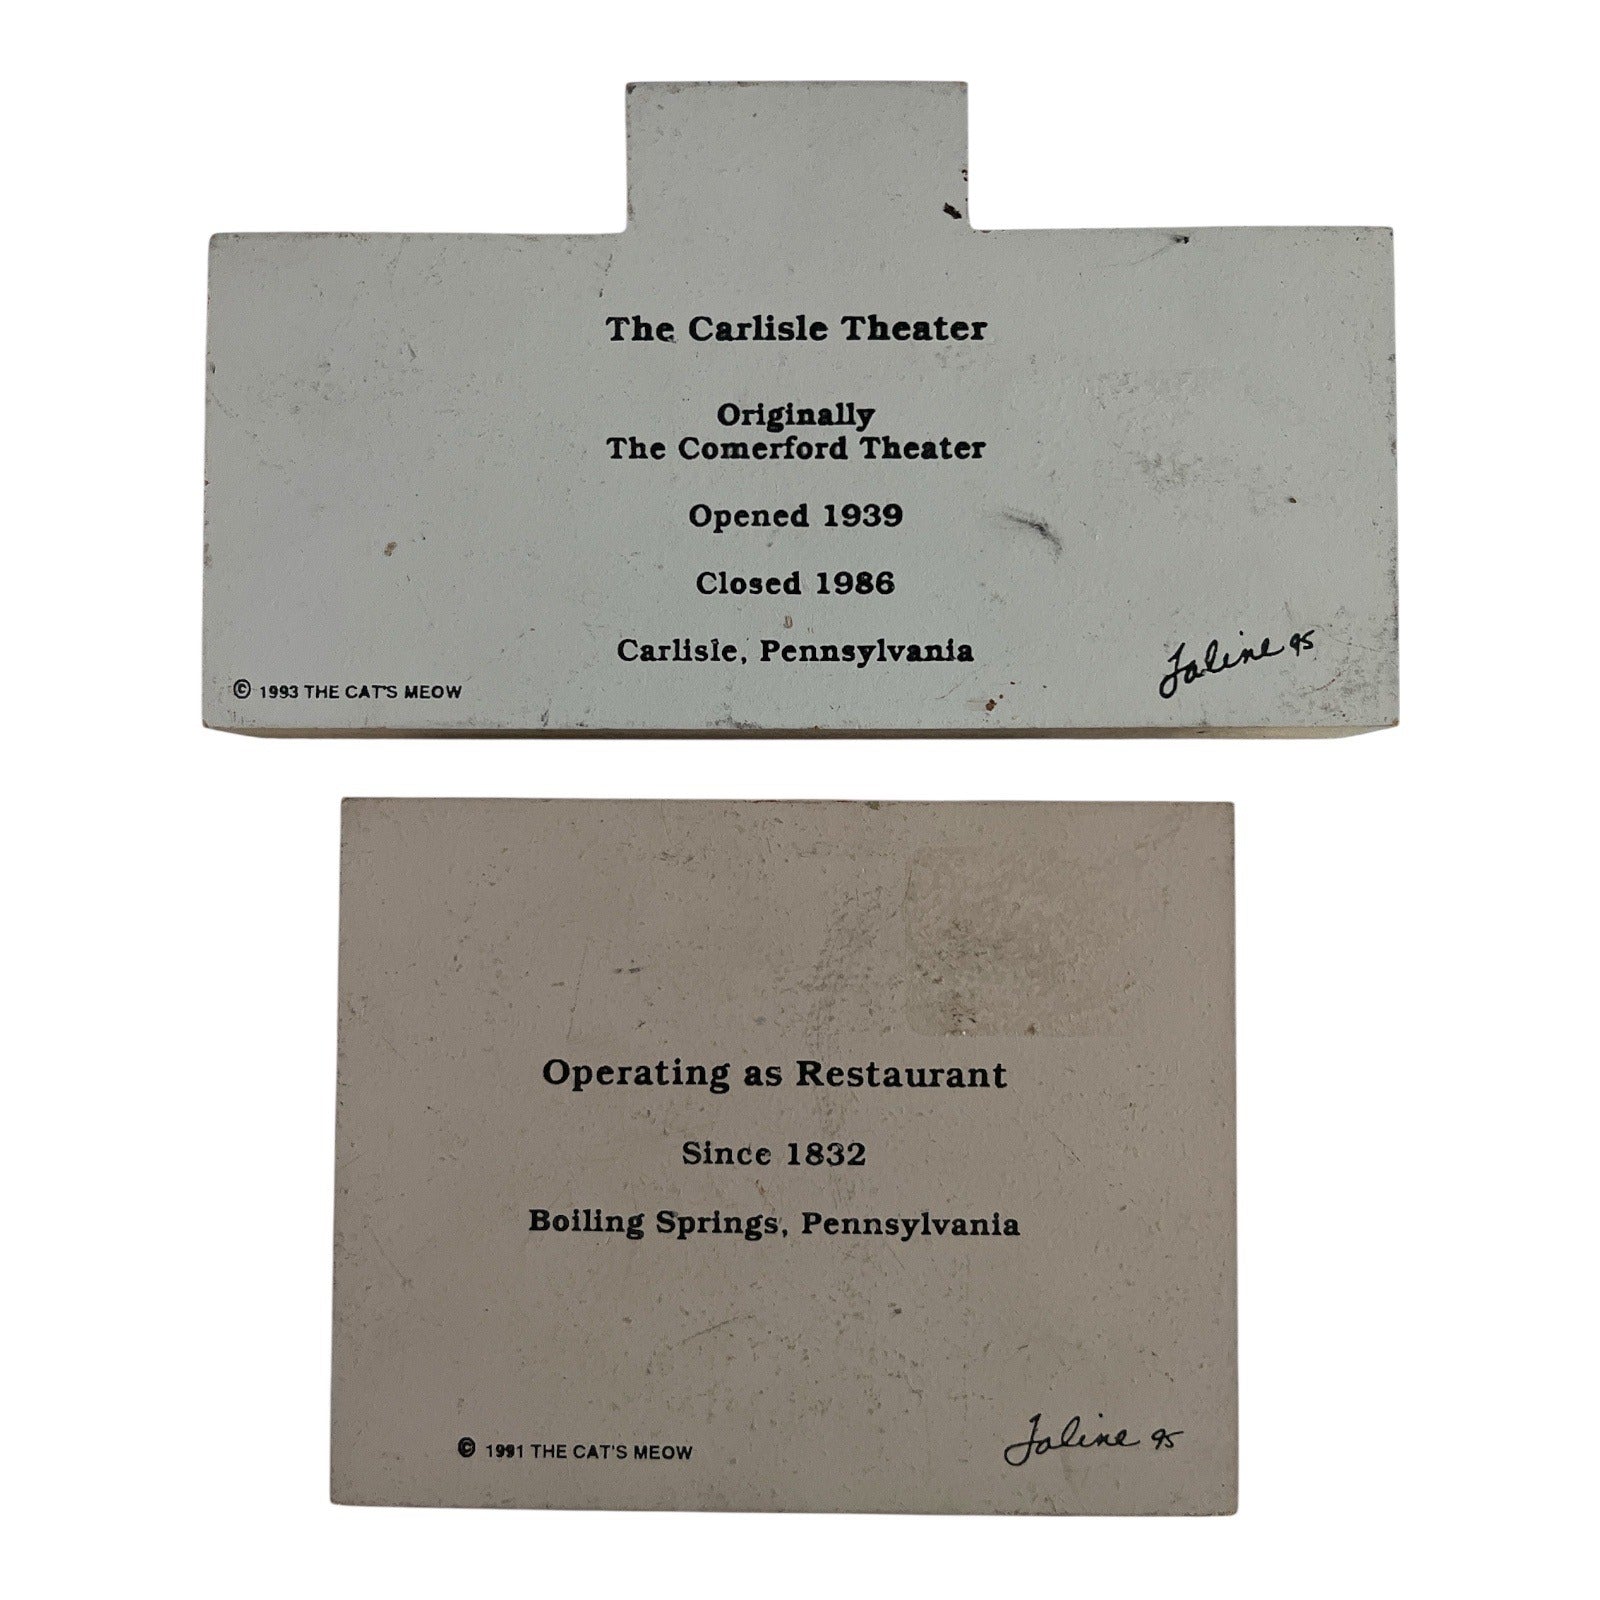 The Carlisle Theater
Originally
The Comerford Theater
Opened 1939
Closed 1986
Carlisle, Pennsylvania
© 1993 THE CAT'S MEOW
Faline 95
Operating as Restaurant
Since 1832
Boiling Springs, Pennsylvania
© 1991 THE CAT'S MEOW
Faline 95